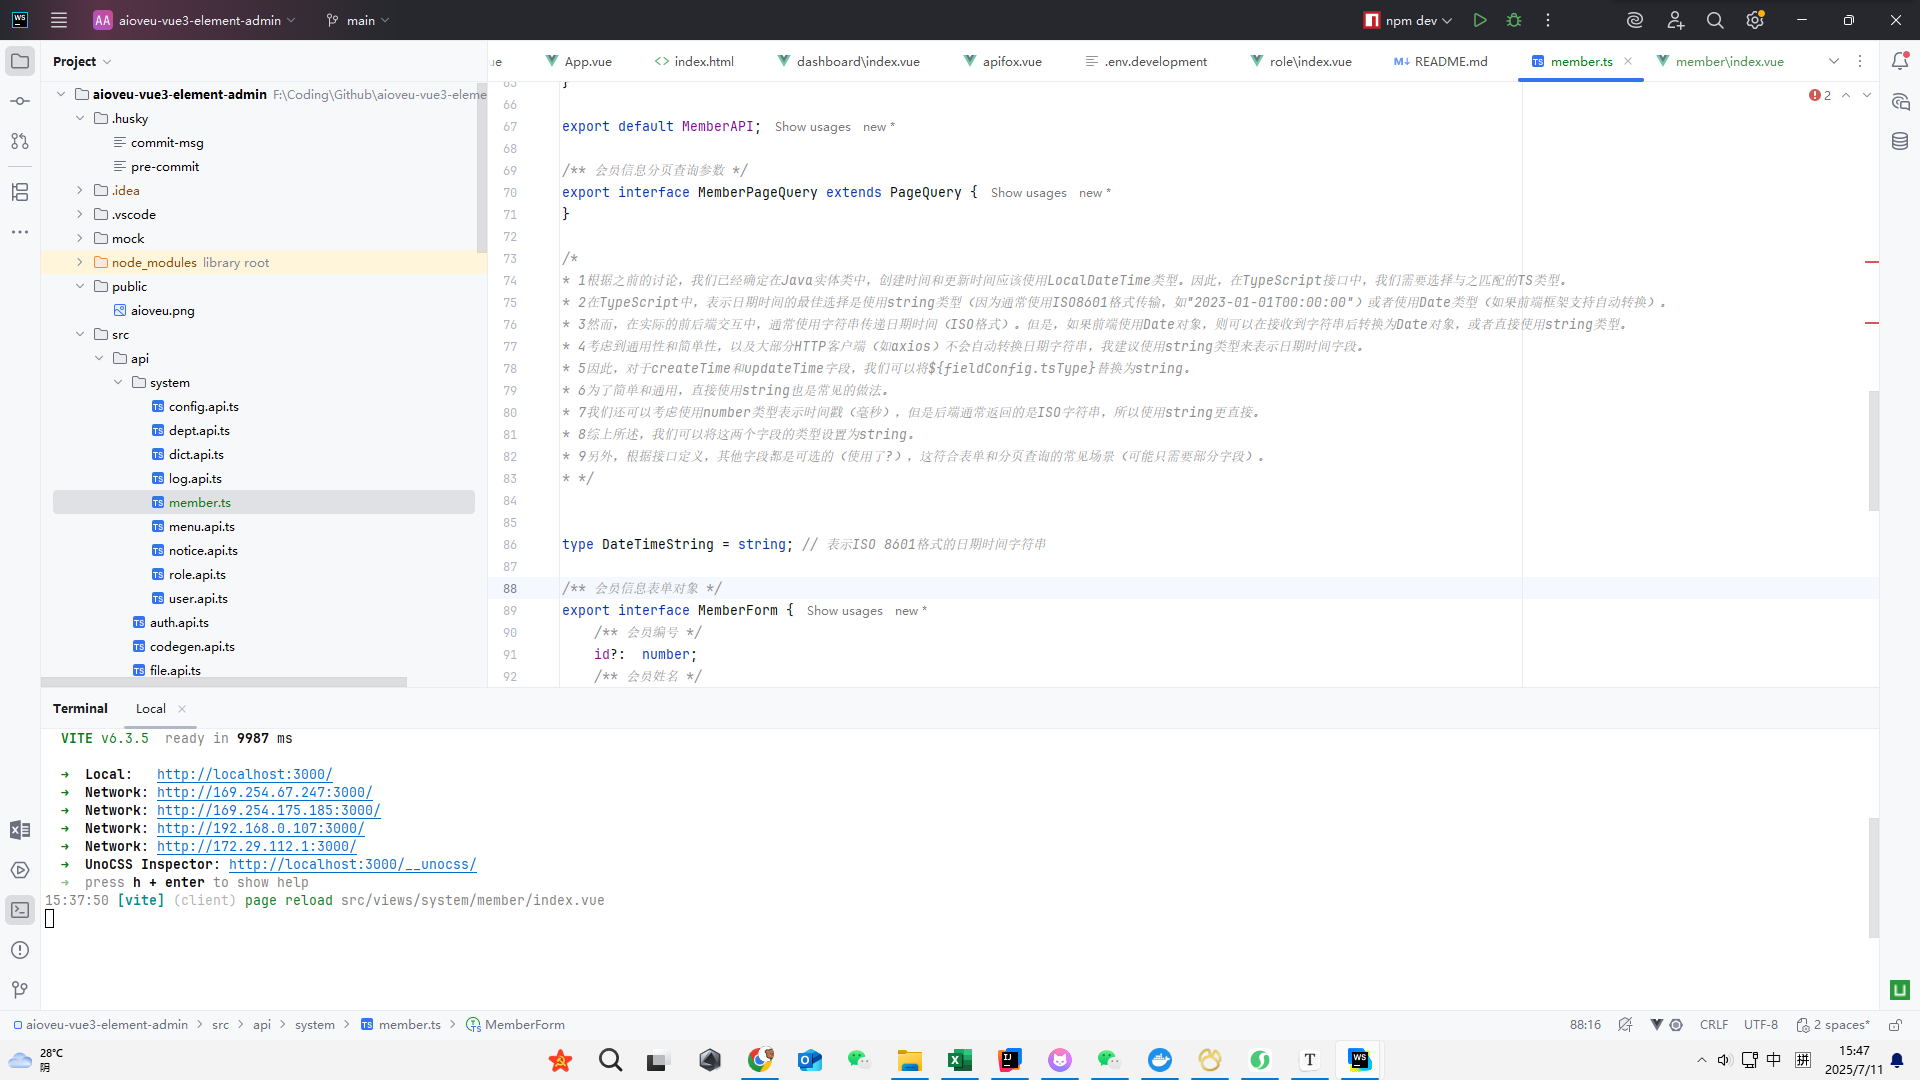 AA aioveu-vue3-element-admin main npm dev
Project
ue App.vue index.html dashboard\index.vue apifox.vue .env.development role\index.vue README.md member.ts member\index.vue
aioveu-vue3-element-admin F:\Coding\Github\aioveu-vue3-eleme
.husky
commit-msg
pre-commit
.idea
.vscode
mock
node_modules library root
public
aioveu.png
src
api
system
config.api.ts
dept.api.ts
dict.api.ts
log.api.ts
member.ts
menu.api.ts
notice.api.ts
role.api.ts
user.api.ts
auth.api.ts
codegen.api.ts
file.api.ts
2
65 }
66
67 export default MemberAPI; Show usages new *
68
69 /** 会员信息分页查询参数 */
70 export interface MemberPageQuery extends PageQuery { Show usages new *
71 }
72
73 /*
74 * 1根据之前的讨论，我们已经确定在Java实体类中，创建时间和更新时间应该使用LocalDateTime类型。因此，在TypeScript接口中，我们需要选择与之匹配的TS类型。
75 * 2在TypeScript中，表示日期时间的最佳选择是使用string类型（因为通常使用ISO8601格式传输，如"2023-01-01T00:00:00"）或者使用Date类型（如果前端框架支持自动转换）。
76 * 3然而，在实际的前后端交互中，通常使用字符串传递日期时间（ISO格式）。但是，如果前端使用Date对象，则可以在接收到字符串后转换为Date对象，或者直接使用string类型。
77 * 4考虑到通用性和简单性，以及大部分HTTP客户端（如axios）不会自动转换日期字符串，我建议使用string类型来表示日期时间字段。
78 * 5因此，对于createTime和updateTime字段，我们可以将${fieldConfig.tsType}替换为string。
79 * 6为了简单和通用，直接使用string也是常见的做法。
80 * 7我们还可以考虑使用number类型表示时间戳（毫秒），但是后端通常返回的是ISO字符串，所以使用string更直接。
81 * 8综上所述，我们可以将这两个字段的类型设置为string。
82 * 9另外，根据接口定义，其他字段都是可选的（使用了?），这符合表单和分页查询的常见场景（可能只需要部分字段）。
83 * */
84
85
86 type DateTimeString = string; // 表示ISO 8601格式的日期时间字符串
87
88 /** 会员信息表单对象 */
89 export interface MemberForm { Show usages new *
90 /** 会员编号 */
91 id?: number;
92 /** 会员姓名 */
Terminal Local
VITE v6.3.5 ready in 9987 ms
➜ Local: http://localhost:3000/
➜ Network: http://169.254.67.247:3000/
➜ Network: http://169.254.175.185:3000/
➜ Network: http://192.168.0.107:3000/
➜ Network: http://172.29.112.1:3000/
➜ UnoCSS Inspector: http://localhost:3000/__unocss/
➜ press h + enter to show help
15:37:50 [vite] (client) page reload src/views/system/member/index.vue
aioveu-vue3-element-admin src api system member.ts MemberForm 88:16 CRLF UTF-8 2 spaces*
28°C
阴
中 拼
15:47
2025/7/11